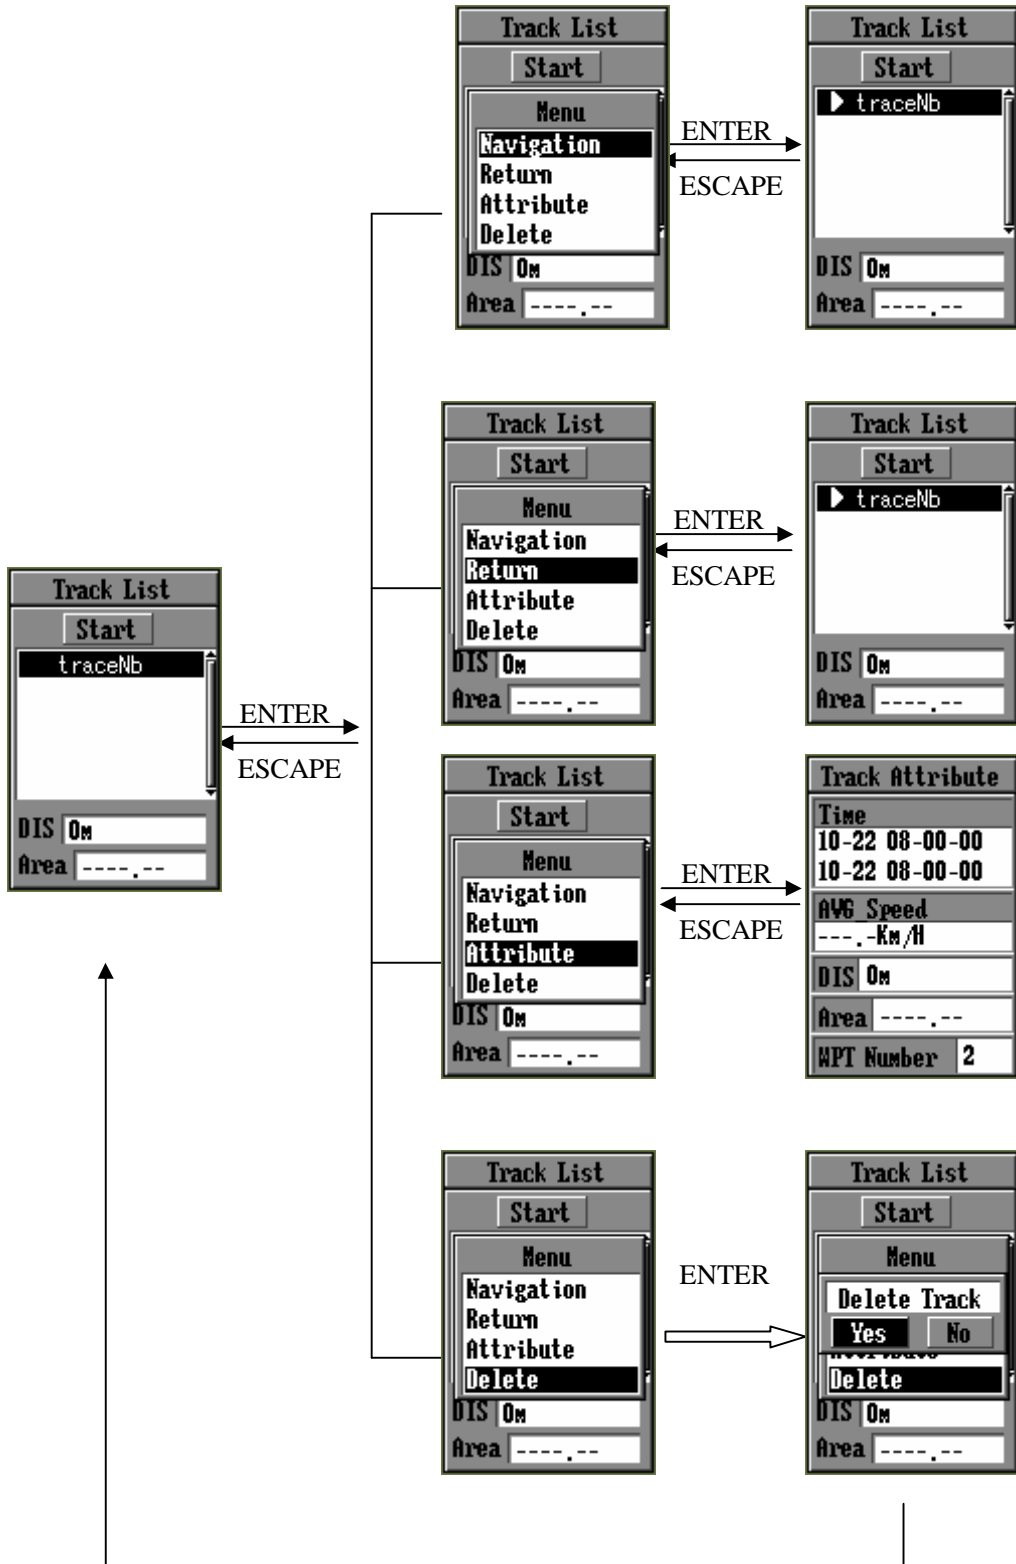 Track List
Start
Menu
Navigation
Return
Attribute
Delete
DIS 0m
Area ----.--
ENTER
ESCAPE
Track List
Start
traceNb
DIS 0m
Area ----.--
Track List
Start
Menu
Navigation
Return
Attribute
Delete
DIS 0m
Area ----.--
ENTER
ESCAPE
Track List
Start
traceNb
DIS 0m
Area ----.--
Track List
Start
traceNb
DIS 0m
Area ----.--
ENTER
ESCAPE
Track List
Start
Menu
Navigation
Return
Attribute
Delete
DIS 0m
Area ----.--
ENTER
ESCAPE
Track Attribute
Time
10-22 08-00-00
10-22 08-00-00
AVG_Speed
---.-Km/H
DIS 0m
Area ----.--
WPT Number 2
Track List
Start
Menu
Navigation
Return
Attribute
Delete
DIS 0m
Area ----.--
ENTER
Track List
Start
Menu
Delete Track
Yes No
Attribute
Delete
DIS 0m
Area ----.--